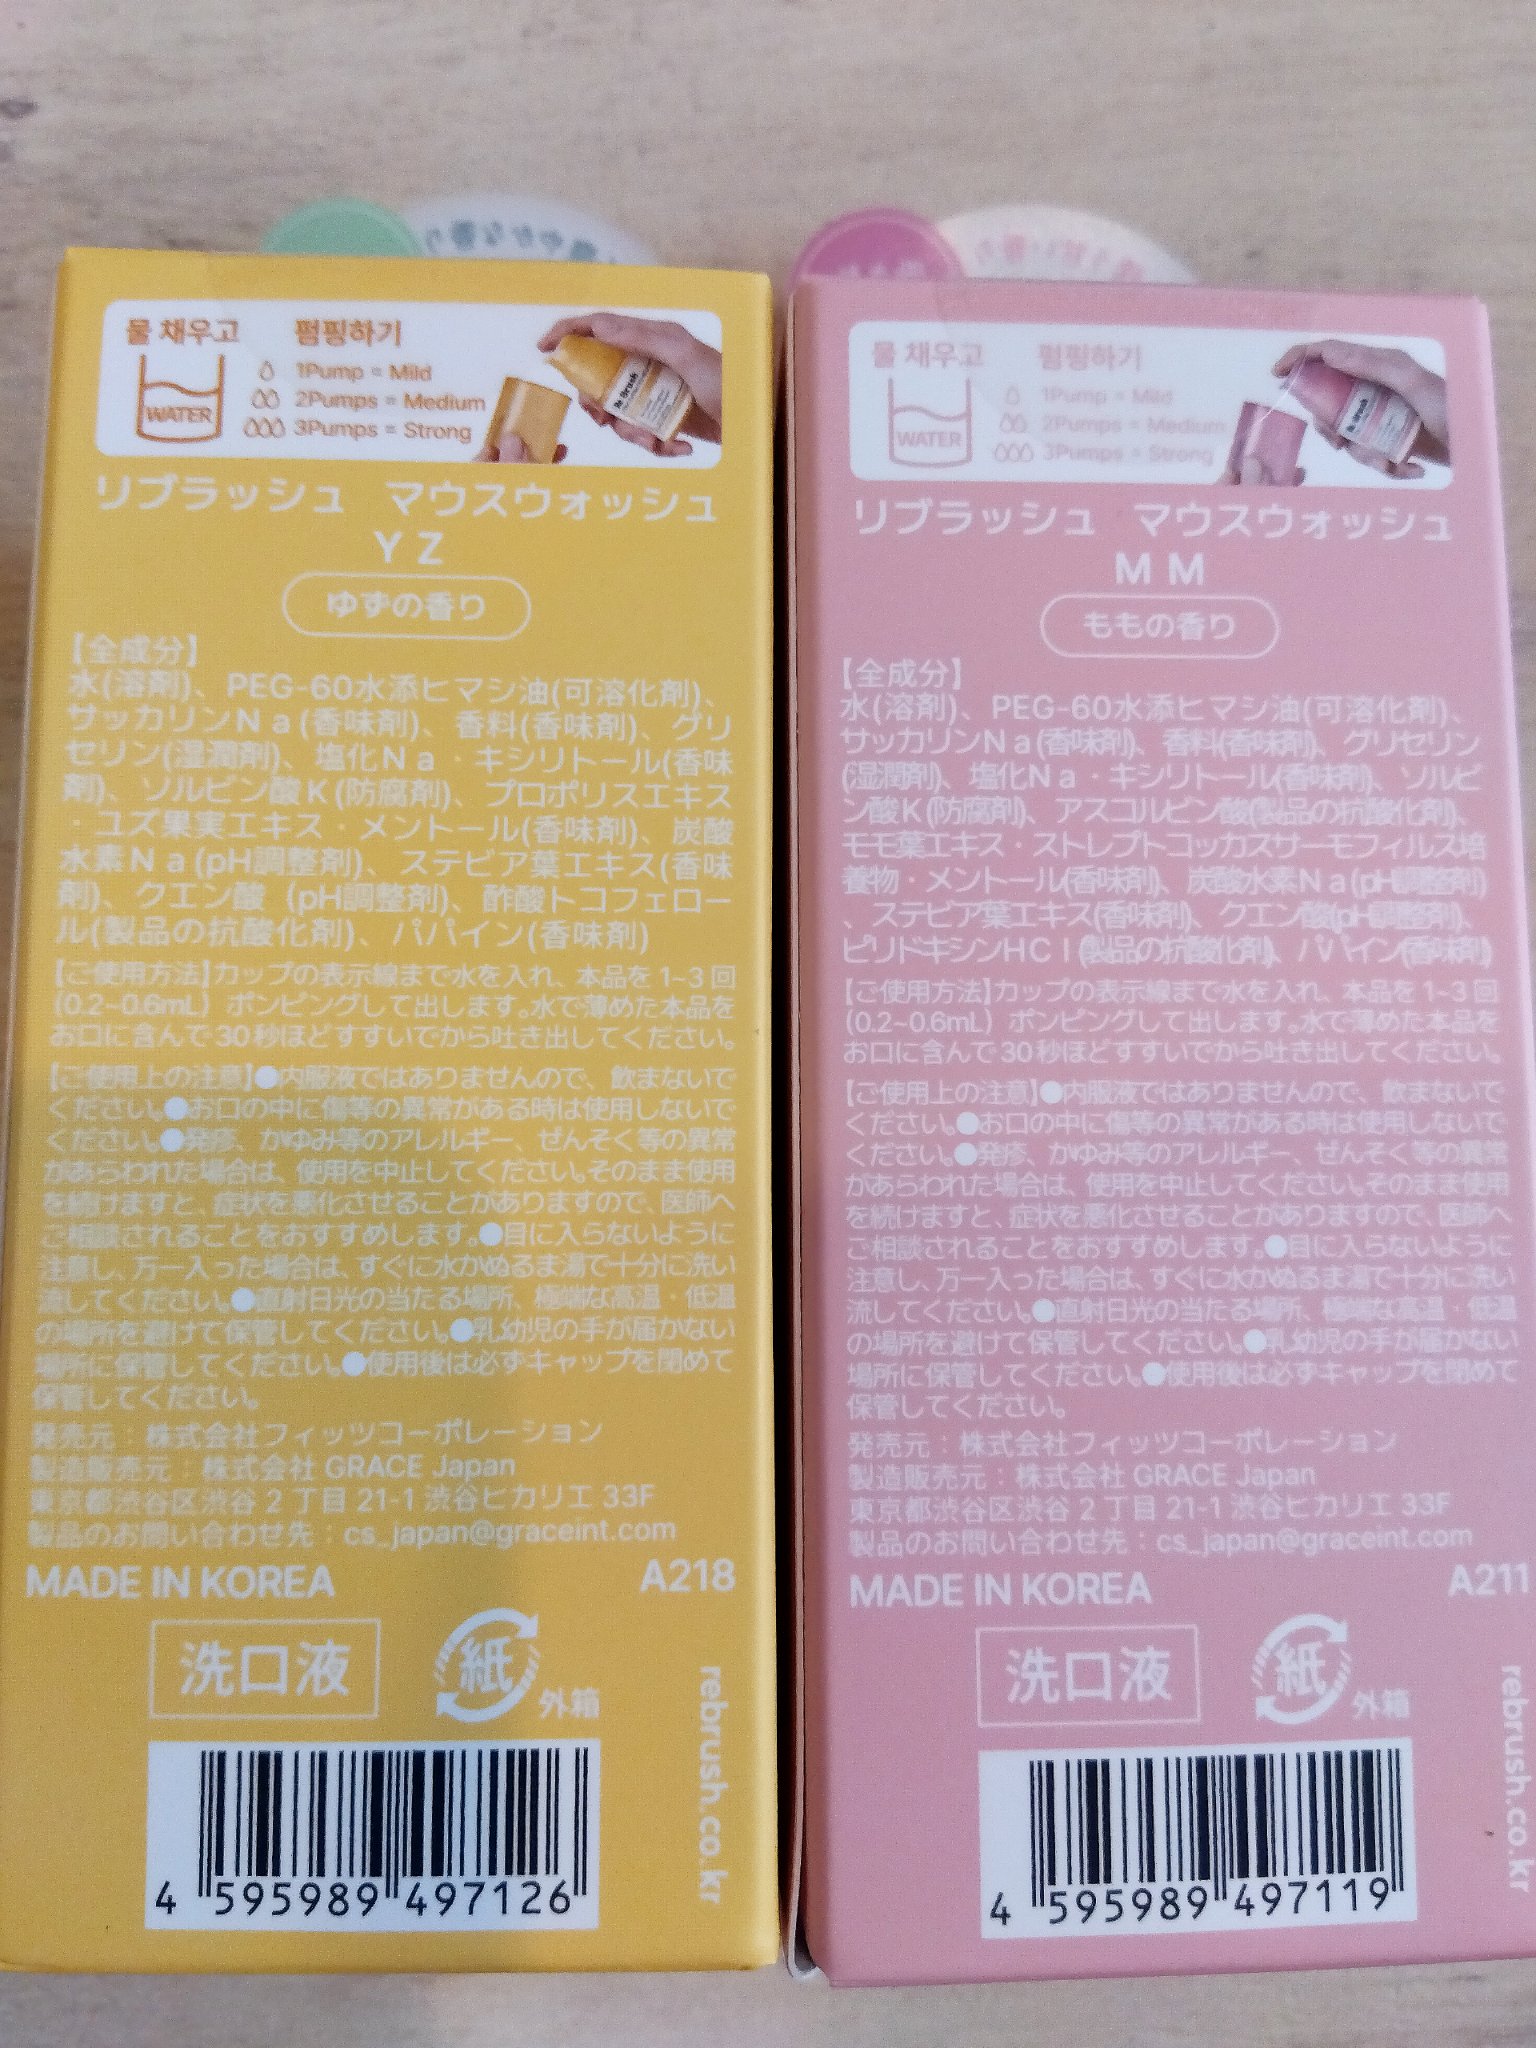 물 채우고 펌핑하기
1Pump = Mild
2Pumps = Medium
WATER
3Pumps = Strong
Re:Brush
リブラッシュ マウスウォッシュ
Y Z
ゆずの香り
【全成分】
水(溶剤)、PEG-60水添ヒマシ油(可溶化剤)、
サッカリンNa(香味剤)、香料(香味剤)、グリ
セリン(湿潤剤)、塩化Na・キシリトール(香味
剤)、ソルビン酸K(防腐剤)、プロポリスエキス
・ユズ果実エキス・メントール(香味剤)、炭酸
水素Na(pH調整剤)、ステビア葉エキス(香味
剤)、クエン酸 (pH調整剤)、酢酸トコフェロー
ル(製品の抗酸化剤)、パパイン(香味剤)
【ご使用方法】カップの表示線まで水を入れ、本品を1~3回
(0.2~0.6mL) ポンピングして出します。水で薄めた本品を
お口に含んで30秒ほどすすいでから吐き出してください。
【ご使用上の注意】●内服液ではありませんので、飲まないで
ください。●お口の中に傷等の異常がある時は使用しないで
ください。●発疹、かゆみ等のアレルギー、ぜんそく等の異常
があらわれた場合は、使用を中止してください。そのまま使用
を続けますと、症状を悪化させることがありますので、医師へ
ご相談されることをおすすめします。●目に入らないように
注意し、万一入った場合は、すぐに水かぬるま湯で十分に洗い
流してください。●直射日光の当たる場所、極端な高温・低温
の場所を避けて保管してください。●乳幼児の手が届かない
場所に保管してください。●使用後は必ずキャップを閉めて
保管してください。
発売元：株式会社フィッツコーポレーション
製造販売元：株式会社 GRACE Japan
東京都渋谷区渋谷2丁目21-1渋谷ヒカリエ 33F
製品のお問い合わせ先：cs_japan@graceint.com
MADE IN KOREA A218
洗口液
紙
外箱
rebrush.co.kr
4 595989 497126
물 채우고 펌핑하기
1Pump = Mild
2Pumps = Medium
WATER
3Pumps = Strong
リブラッシュ マウスウォッシュ
M M
ももの香り
【全成分】
水(溶剤)、PEG-60水添ヒマシ油(可溶化剤)、
サッカリンNa(香味剤)、香料(香味剤)、グリセリン
(湿潤剤)、塩化Na・キシリトール(香味剤)、ソルビ
ン酸K(防腐剤)、アスコルビン酸(製品の抗酸化剤)、
モモ葉エキス・ストレプトコッカスサーモフィルス培
養物・メントール(香味剤)、炭酸水素Na(pH調整剤)
、ステビア葉エキス(香味剤)、クエン酸(pH調整剤)、
ピリドキシンHCl(製品の抗酸化剤)、パパイン(香味剤)
【ご使用方法】カップの表示線まで水を入れ、本品を1~3回
(0.2~0.6mL) ポンピングして出します。水で薄めた本品を
お口に含んで30秒ほどすすいでから吐き出してください。
【ご使用上の注意】●内服液ではありませんので、飲まないで
ください。●お口の中に傷等の異常がある時は使用しないで
ください。●発疹、かゆみ等のアレルギー、ぜんそく等の異常
があらわれた場合は、使用を中止してください。そのまま使用
を続けますと、症状を悪化させることがありますので、医師へ
ご相談されることをおすすめします。●目に入らないように
注意し、万一入った場合は、すぐに水かぬるま湯で十分に洗い
流してください。●直射日光の当たる場所、極端な高温・低温
の場所を避けて保管してください。●乳幼児の手が届かない
場所に保管してください。●使用後は必ずキャップを閉めて
保管してください。
発売元：株式会社フィッツコーポレーション
製造販売元：株式会社 GRACE Japan
東京都渋谷区渋谷2丁目21-1渋谷ヒカリエ 33F
製品のお問い合わせ先：cs_japan@graceint.com
MADE IN KOREA A211
洗口液
紙
外箱
rebrush.co.kr
4 595989 497119